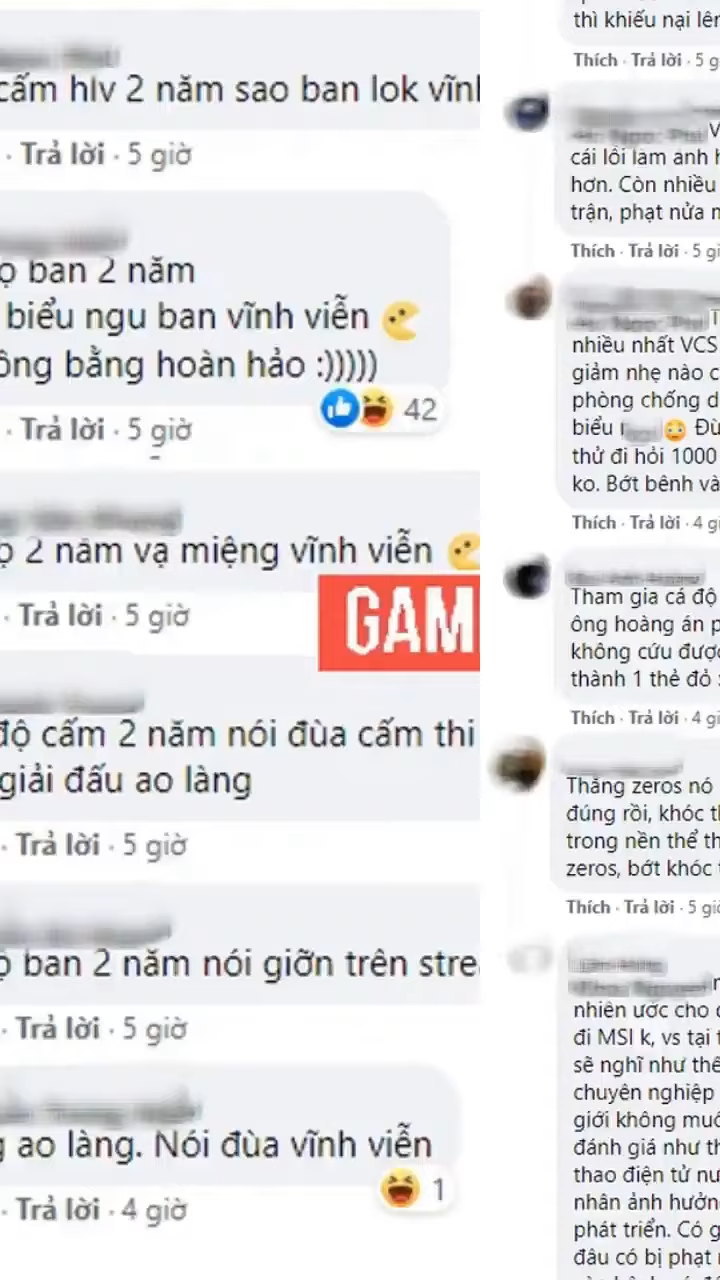 cấm hlv 2 năm sao ban lok vĩnh
· Trả lời · 5 giờ
ban 2 năm
biểu ngu ban vĩnh viễn
ông bằng hoàn hảo :)))))
42
· Trả lời · 5 giờ
2 năm vạ miệng vĩnh viễn
· Trả lời · 5 giờ
GAM
độ cấm 2 năm nói đùa cấm thi
giải đấu ao làng
· Trả lời · 5 giờ
ban 2 năm nói giỡn trên stre
· Trả lời · 5 giờ
ao làng. Nói đùa vĩnh viễn
1
· Trả lời · 4 giờ
thì khiếu nại lên
Thích · Trả lời · 5 g
V
cái lôi làm ảnh h
hơn. Còn nhiều
trận, phạt nửa m
Thích · Trả lời · 5 gi
nhiều nhất VCS
giảm nhẹ nào c
phòng chống d
biểu
thử đi hỏi 1000
ko. Bớt bênh và
Thích · Trả lời · 4 gi
Tham gia cá độ
ông hoàng án p
không cứu được
thành 1 thẻ đỏ :
Thích · Trả lời · 4 gi
Thằng zeros nó
đúng rồi, khóc t
trong nền thể th
zeros, bớt khóc
Thích · Trả lời · 5 giờ
nhiên ước cho
đi MSI k, vs tại t
sẽ nghĩ như thế
chuyên nghiệp
giới không muố
đánh giá như th
thao điện tử nư
nhân ảnh hưởng
phát triển. Có g
đâu có bị phạt